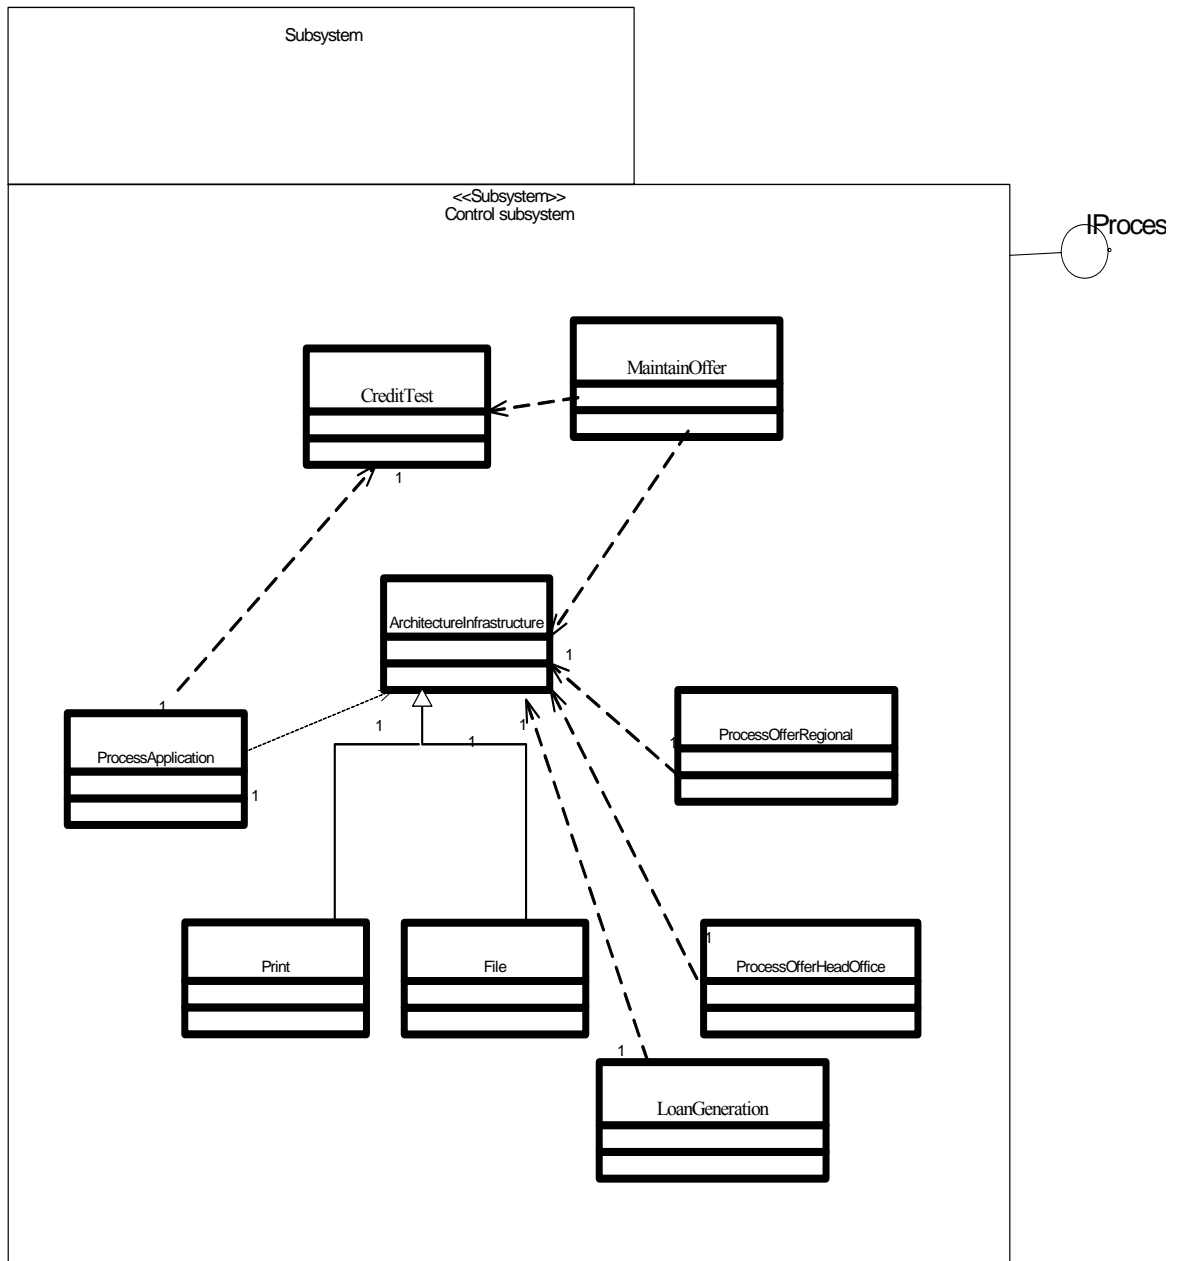 Subsystem
<<Subsystem>>
Control subsystem
IProces
MaintainOffer
CreditTest
1
ArchitectureInfrastructure
1
1
ProcessApplication
1
1
1
1
1
ProcessOfferRegional
1
Print
File
1
ProcessOfferHeadOffice
1
LoanGeneration